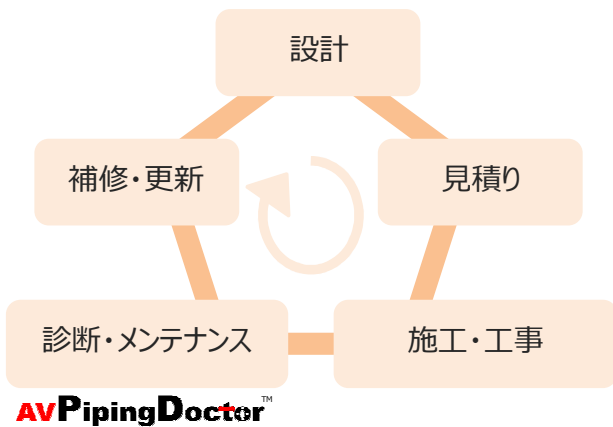 設計
補修・更新
見積り
診断・メンテナンス
施工・工事
AVPipingDoctor™